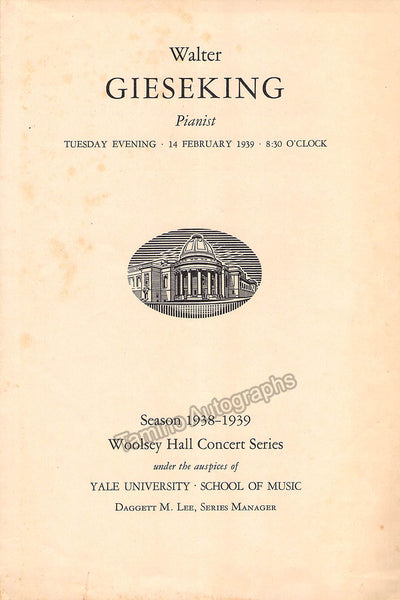 Walter
GIESEKING
Pianist
TUESDAY EVENING · 14 FEBRUARY 1939 · 8:30 O'CLOCK
Season 1938–1939
Tamino Autographs
Woolsey Hall Concert Series
under the auspices of
YALE UNIVERSITY · SCHOOL OF MUSIC
DAGGETT M. LEE, SERIES MANAGER